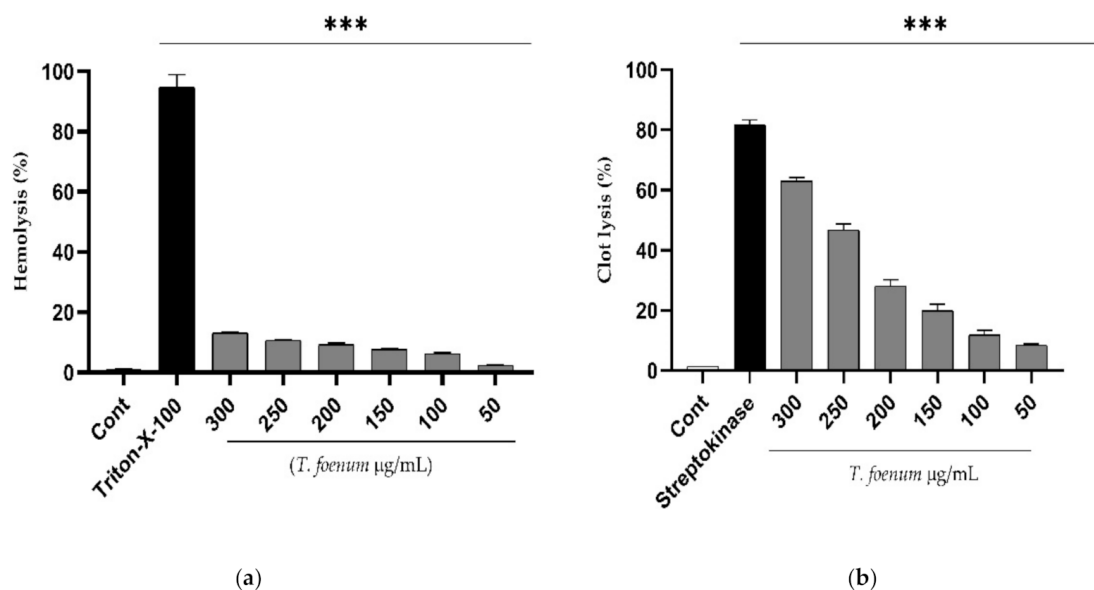 ***
Hemolysis (%)
100
80
60
40
20
0
Cont
Triton-X-100
300
250
200
150
100
50
(T. foenum µg/mL)
(a)
***
Clot lysis (%)
100
80
60
40
20
0
Cont
Streptokinase
300
250
200
150
100
50
T. foenum µg/mL
(b)